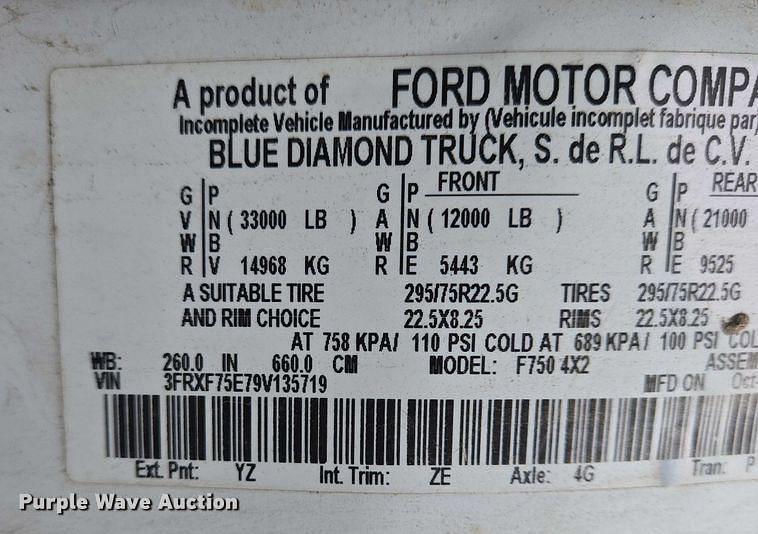 A product of FORD MOTOR COMPA
Incomplete Vehicle Manufactured by (Vehicule incomplet fabrique par)
BLUE DIAMOND TRUCK, S. de R.L. de C.V.
G P G P FRONT G P REAR
V N ( 33000 LB ) A N ( 12000 LB ) A N ( 21000
W B W B W B
R V 14968 KG R E 5443 KG R E 9525
A SUITABLE TIRE 295/75R22.5G TIRES 295/75R22.5G
AND RIM CHOICE 22.5X8.25 RIMS 22.5X8.25
AT 758 KPA/ 110 PSI COLD AT 689 KPA/ 100 PSI COL
WB: 260.0 IN 660.0 CM MODEL: F750 4X2 ASSEM
VIN 3FRXF75E79V135719 MFD ON Oct-
Ext. Pnt: YZ Int. Trim: ZE Axle: 4G Tran: P
Purple Wave Auction